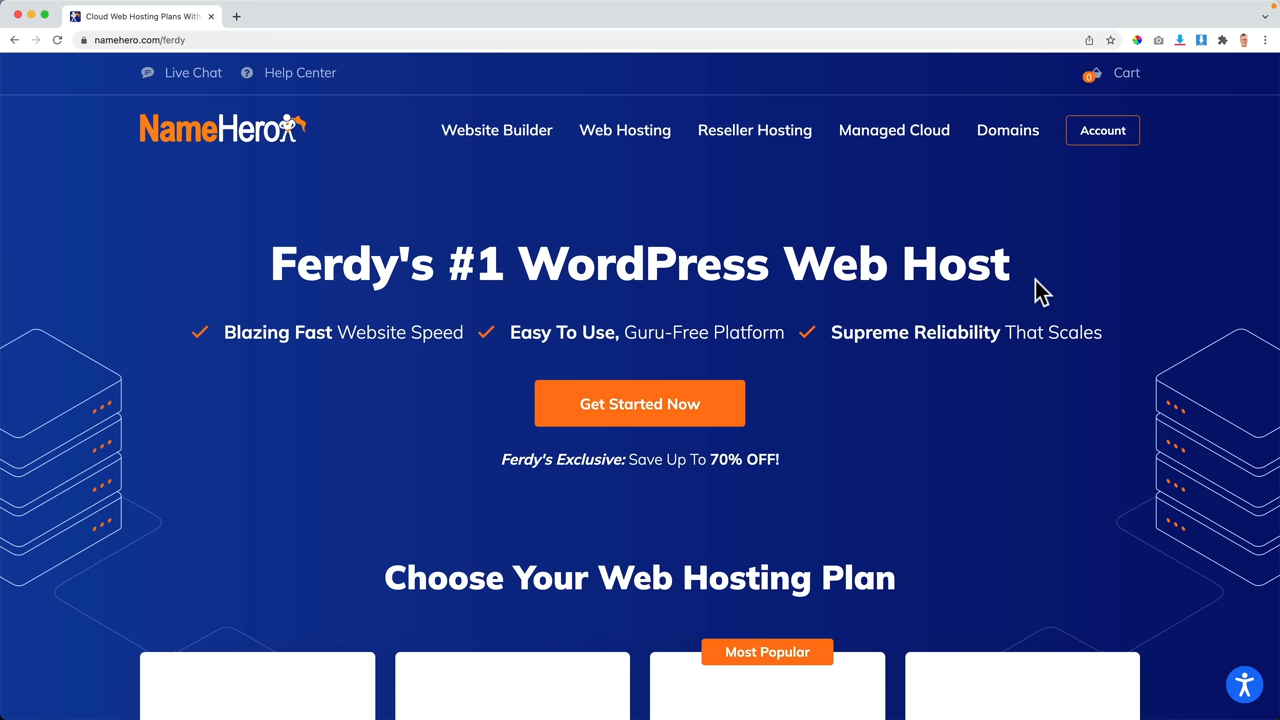 Cloud Web Hosting Plans With
namehero.com/ferdy
Live Chat
Help Center
0
Cart
NameHero
Website Builder
Web Hosting
Reseller Hosting
Managed Cloud
Domains
Account
Ferdy's #1 WordPress Web Host
Blazing Fast Website Speed
Easy To Use, Guru-Free Platform
Supreme Reliability That Scales
Get Started Now
Ferdy's Exclusive: Save Up To 70% OFF!
Choose Your Web Hosting Plan
Most Popular